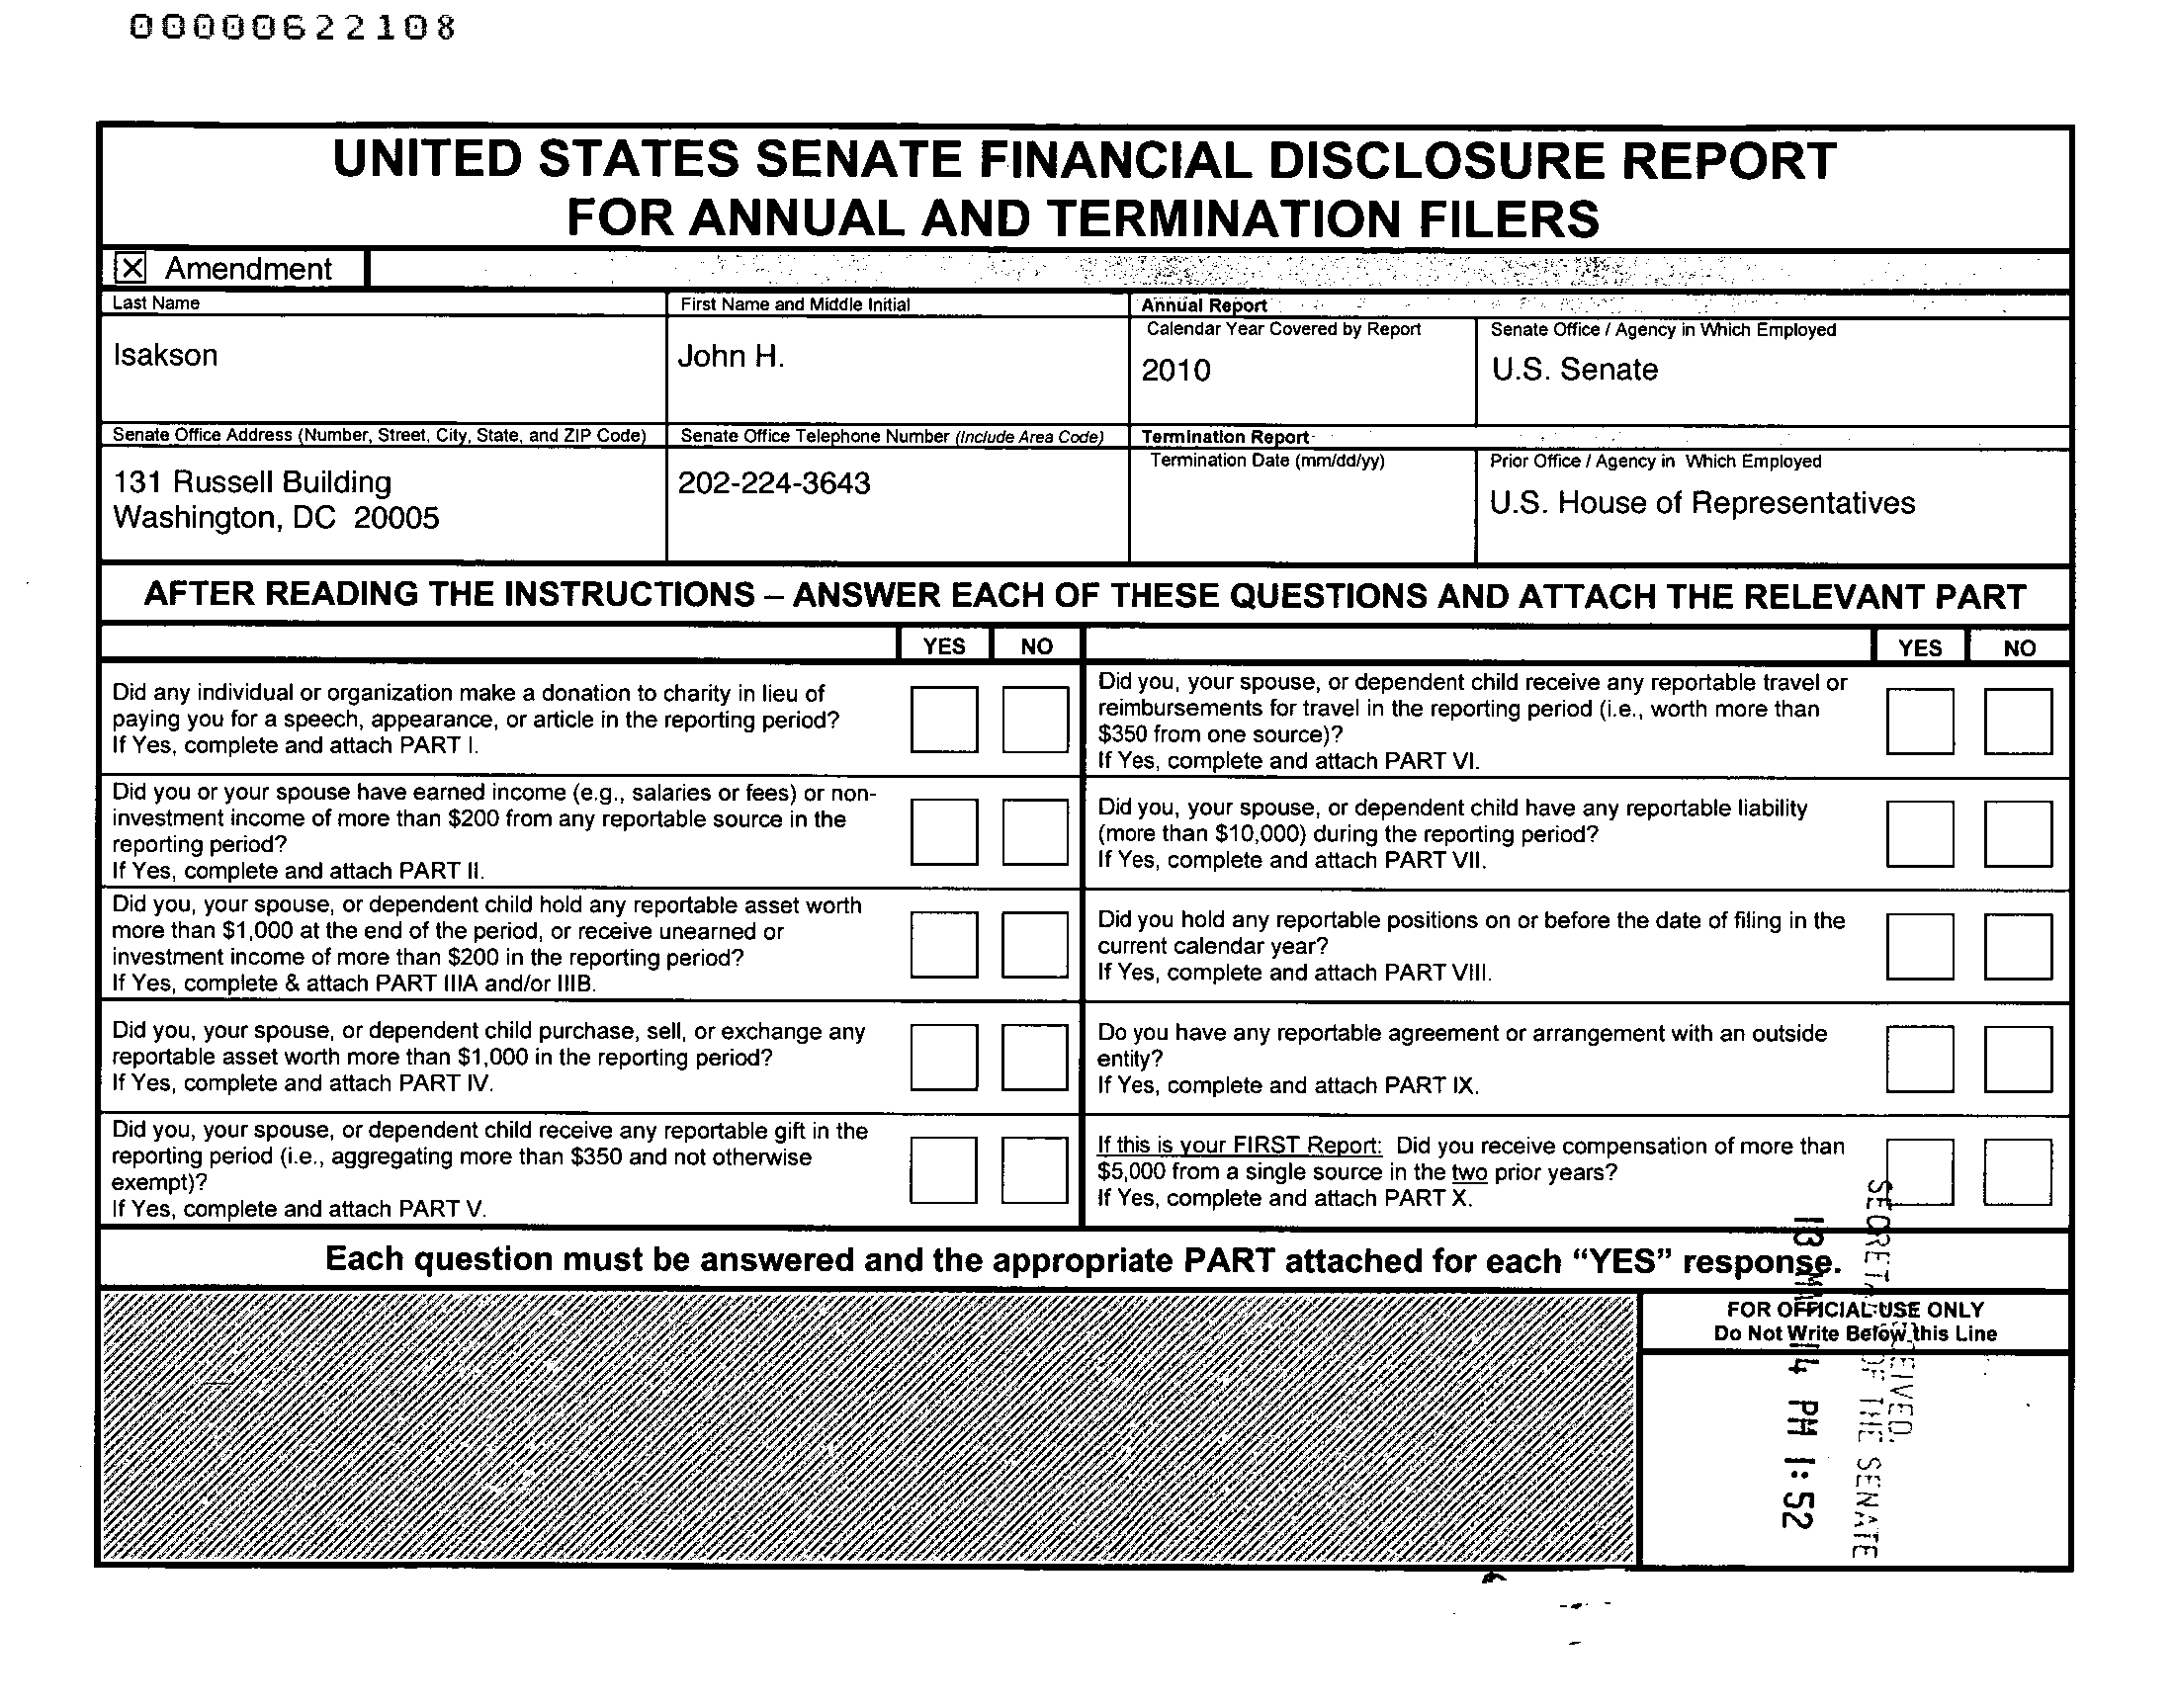 00000622108
UNITED STATES SENATE FINANCIAL DISCLOSURE REPORT
FOR ANNUAL AND TERMINATION FILERS
X Amendment
Last Name
Isakson
First Name and Middle Initial
John H.
Annual Report
Calendar Year Covered by Report
2010
Senate Office / Agency in Which Employed
U.S. Senate
Senate Office Address (Number, Street, City, State, and ZIP Code)
131 Russell Building
Washington, DC 20005
Senate Office Telephone Number (Include Area Code)
202-224-3643
Termination Report
Termination Date (mm/dd/yy)
Prior Office / Agency in Which Employed
U.S. House of Representatives
AFTER READING THE INSTRUCTIONS – ANSWER EACH OF THESE QUESTIONS AND ATTACH THE RELEVANT PART
YES NO
Did any individual or organization make a donation to charity in lieu of
paying you for a speech, appearance, or article in the reporting period?
If Yes, complete and attach PART I.
Did you or your spouse have earned income (e.g., salaries or fees) or non-
investment income of more than $200 from any reportable source in the
reporting period?
If Yes, complete and attach PART II.
Did you, your spouse, or dependent child hold any reportable asset worth
more than $1,000 at the end of the period, or receive unearned or
investment income of more than $200 in the reporting period?
If Yes, complete & attach PART IIIA and/or IIIB.
Did you, your spouse, or dependent child purchase, sell, or exchange any
reportable asset worth more than $1,000 in the reporting period?
If Yes, complete and attach PART IV.
Did you, your spouse, or dependent child receive any reportable gift in the
reporting period (i.e., aggregating more than $350 and not otherwise
exempt)?
If Yes, complete and attach PART V.
YES NO
Did you, your spouse, or dependent child receive any reportable travel or
reimbursements for travel in the reporting period (i.e., worth more than
$350 from one source)?
If Yes, complete and attach PART VI.
Did you, your spouse, or dependent child have any reportable liability
(more than $10,000) during the reporting period?
If Yes, complete and attach PART VII.
Did you hold any reportable positions on or before the date of filing in the
current calendar year?
If Yes, complete and attach PART VIII.
Do you have any reportable agreement or arrangement with an outside
entity?
If Yes, complete and attach PART IX.
If this is your FIRST Report: Did you receive compensation of more than
$5,000 from a single source in the two prior years?
If Yes, complete and attach PART X.
Each question must be answered and the appropriate PART attached for each “YES” response.
FOR OFFICIAL USE ONLY
Do Not Write Below this Line
OF THE SENATE
PM 1:52